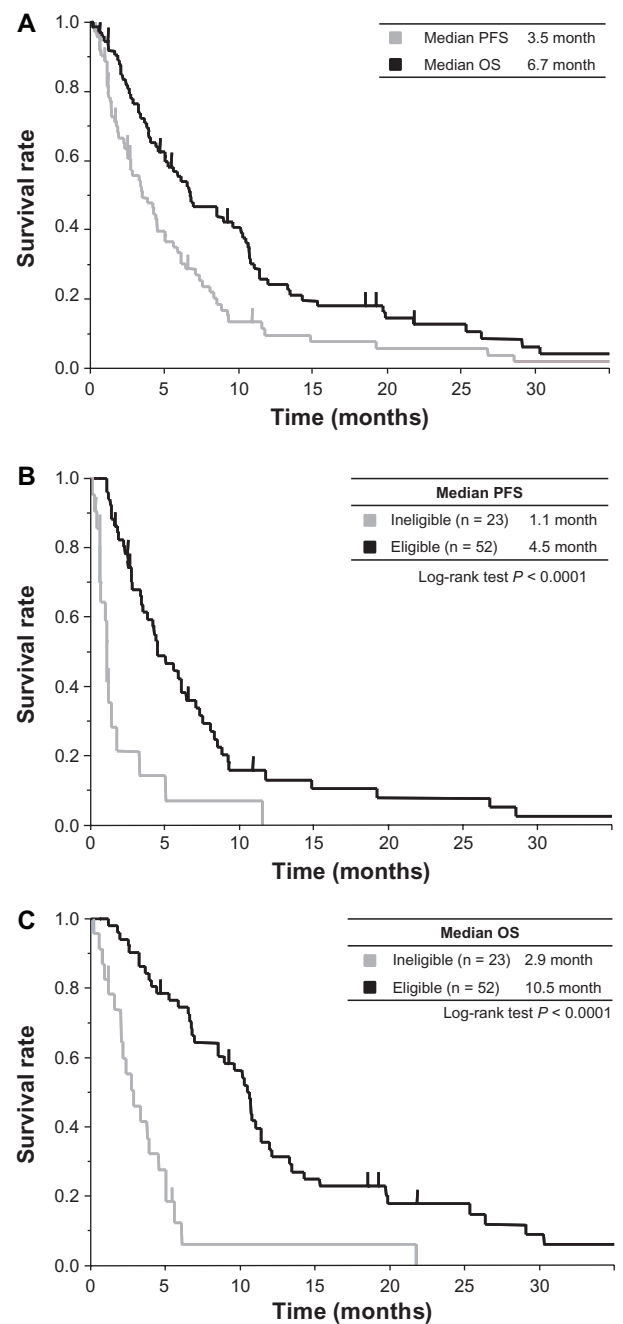 A
Median PFS 3.5 month
Median OS 6.7 month
Survival rate
1.0
0.8
0.6
0.4
0.2
0.0
0 5 10 15 20 25 30
Time (months)
B
Median PFS
Ineligible (n = 23) 1.1 month
Eligible (n = 52) 4.5 month
Log-rank test P < 0.0001
Survival rate
1.0
0.8
0.6
0.4
0.2
0.0
0 5 10 15 20 25 30
Time (months)
C
Median OS
Ineligible (n = 23) 2.9 month
Eligible (n = 52) 10.5 month
Log-rank test P < 0.0001
Survival rate
1.0
0.8
0.6
0.4
0.2
0.0
0 5 10 15 20 25 30
Time (months)